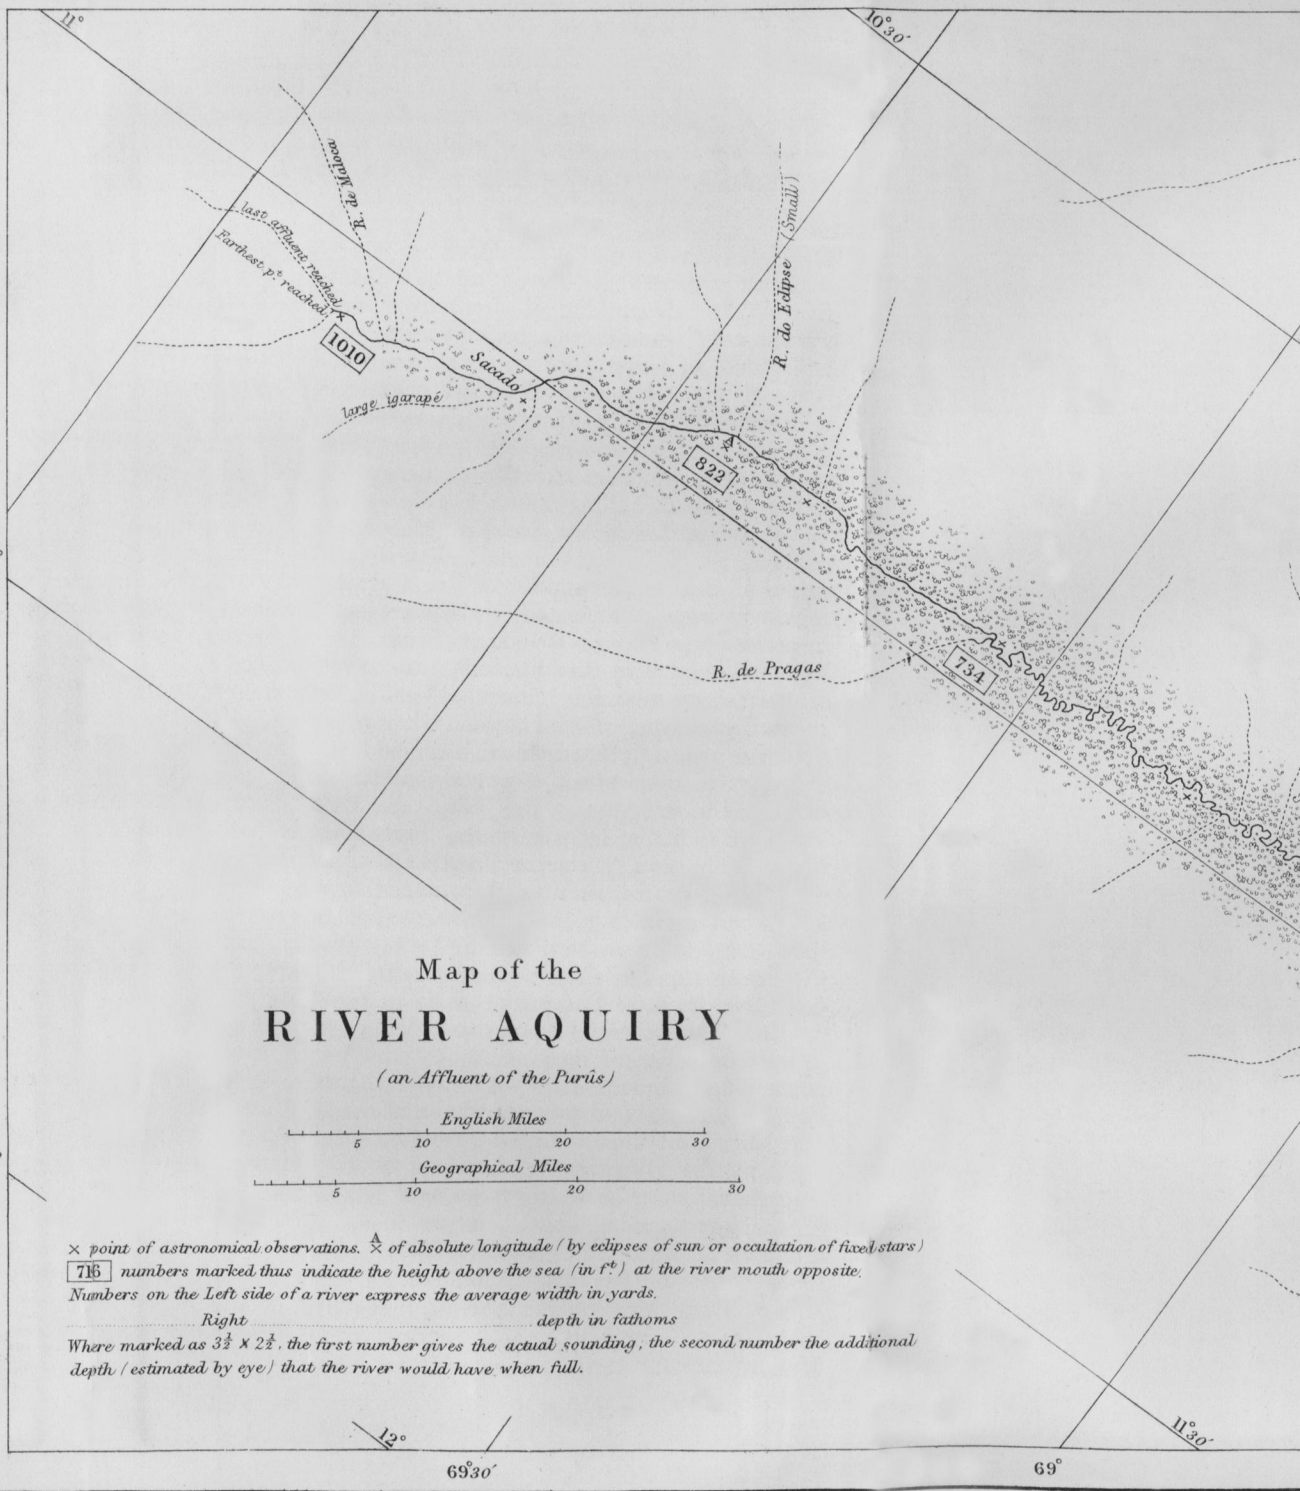 11°
10°30′
R. de Maloca
last affluent reached
Farthest p.t reached
1010
Sacado
large igarapé
R. do Eclipse (Small)
A
822
R. de Pragas
734
Map of the
RIVER AQUIRY
(an Affluent of the Purûs)
English Miles
5 10 20 30
Geographical Miles
5 10 20 30
× point of astronomical observations. A × of absolute longitude (by eclipses of sun or occultation of fixed stars)
716 numbers marked thus indicate the height above the sea (in f.t) at the river mouth opposite.
Numbers on the Left side of a river express the average width in yards.
Right depth in fathoms
Where marked as 3½ × 2½, the first number gives the actual sounding, the second number the additional
depth (estimated by eye) that the river would have when full.
12°
11°30′
69°30′
69°